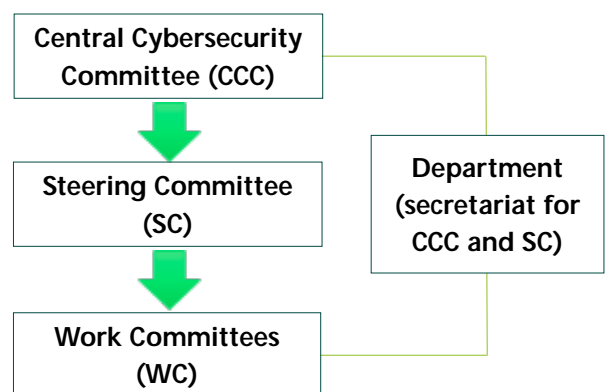 Central Cybersecurity
Committee (CCC)
Steering Committee
(SC)
Department
(secretariat for
CCC and SC)
Work Committees
(WC)